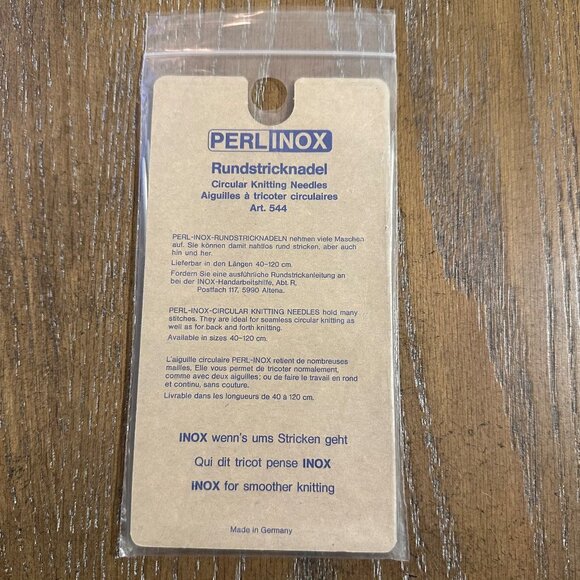 PERL INOX
Rundstricknadel
Circular Knitting Needles
Aiguilles à tricoter circulaires
Art. 544
PERL-INOX-RUNDSTRICKNADELN nehmen viele Maschen
auf. Sie können damit nahtlos rund stricken, aber auch
hin und her.
Lieferbar in den Längen 40-120 cm.
Fordern Sie eine ausführliche Rundstrickanleitung an
bei der INOX-Handarbeitshilfe, Abt. R,
Postfach 117, 5990 Altena.
PERL-INOX-CIRCULAR KNITTING NEEDLES hold many
stitches. They are ideal for seamless circular knitting as
well as for back and forth knitting.
Available in sizes 40-120 cm.
L'aiguille circulaire PERL-INOX retient de nombreuses
mailles. Elle vous permet de tricoter normalement,
comme avec deux aiguilles; ou de faire le travail en rond
et continu, sans couture.
Livrable dans les longueurs de 40 à 120 cm.
INOX wenn's ums Stricken geht
Qui dit tricot pense INOX
INOX for smoother knitting
Made in Germany